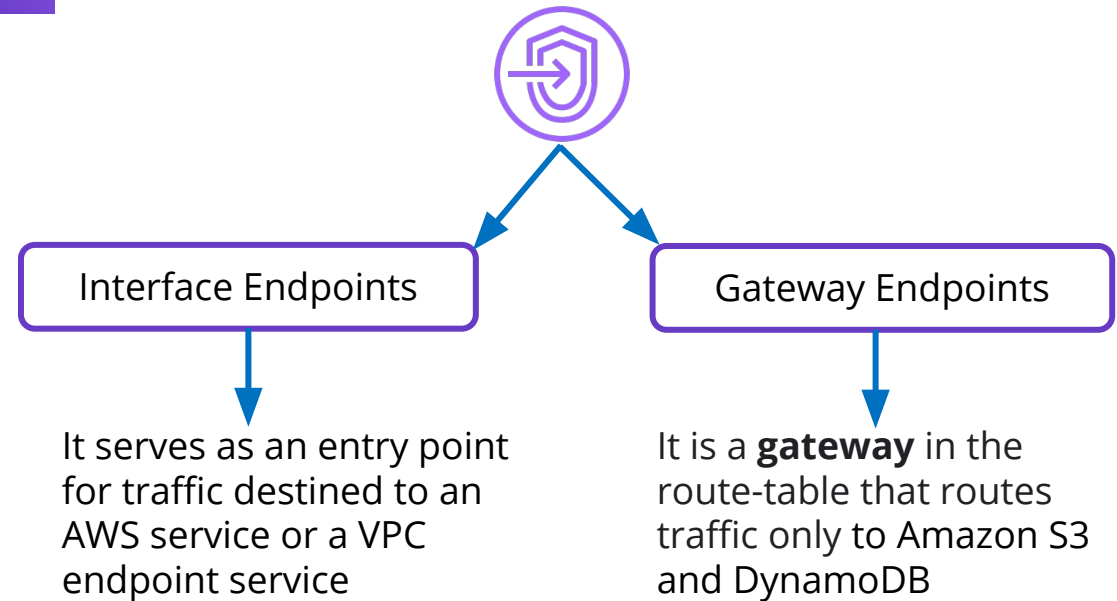 Interface Endpoints
Gateway Endpoints
It serves as an entry point
for traffic destined to an
AWS service or a VPC
endpoint service
It is a gateway in the
route-table that routes
traffic only to Amazon S3
and DynamoDB